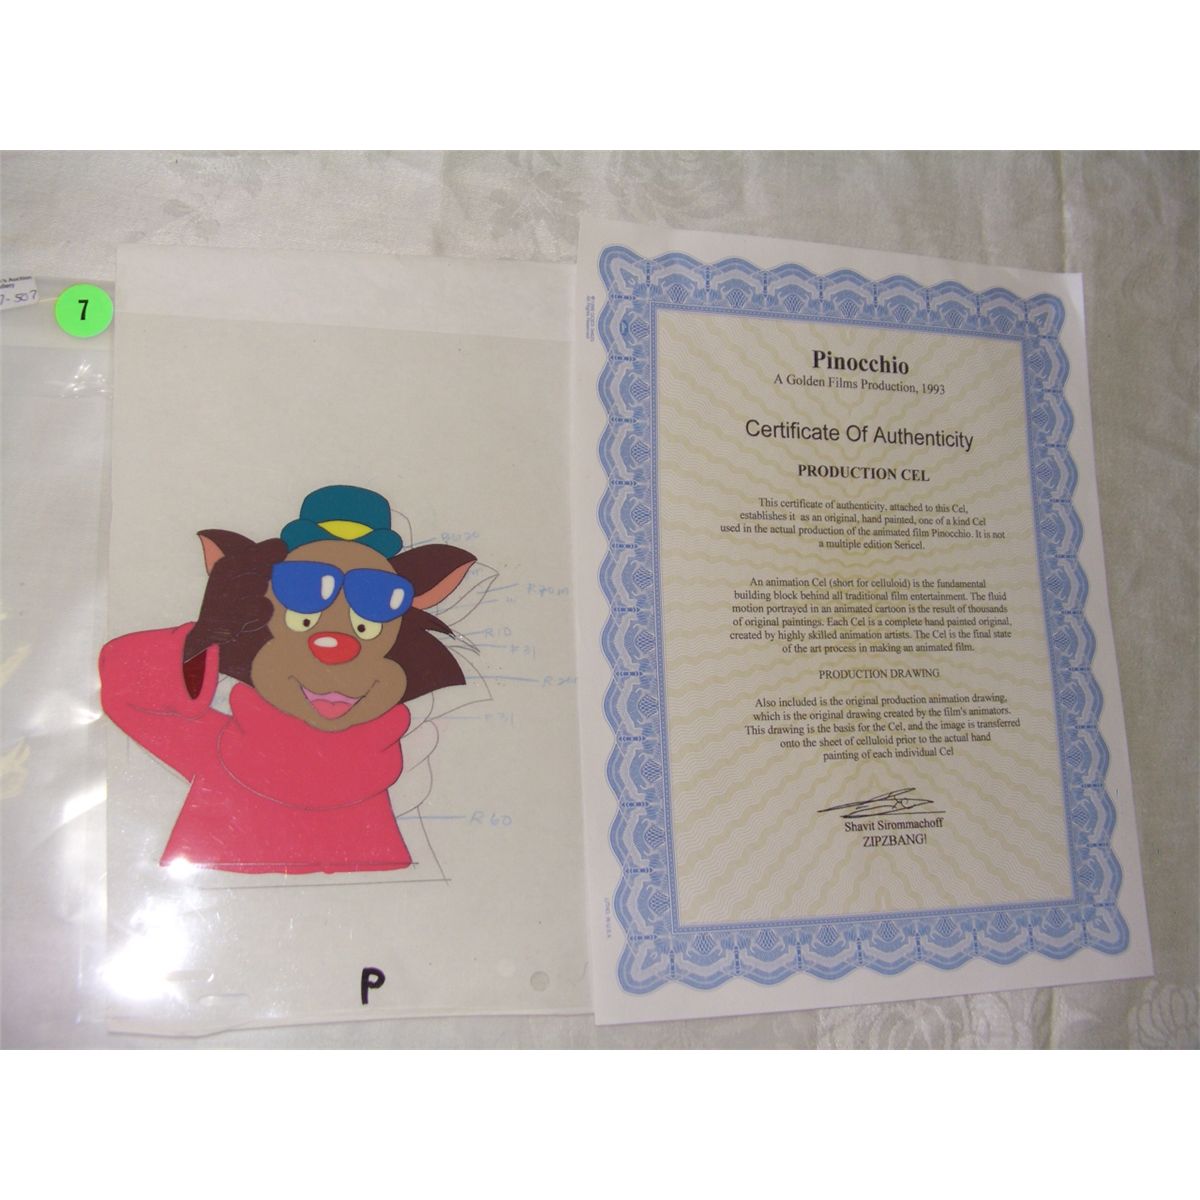 7-507
7
R10
F31
F31
R60
P
Pinocchio
A Golden Films Production, 1993
Certificate Of Authenticity
PRODUCTION CEL
This certificate of authenticity, attached to this Cel,
establishes it as an original, hand painted, one of a kind Cel
used in the actual production of the animated film Pinocchio. It is not
a multiple edition Sericel.
An animation Cel (short for celluloid) is the fundamental
building block behind all traditional film entertainment. The fluid
motion portrayed in an animated cartoon is the result of thousands
of original paintings. Each Cel is a complete hand painted original,
created by highly skilled animation artists. The Cel is the final state
of the art process in making an animated film.
PRODUCTION DRAWING
Also included is the original production animation drawing,
which is the original drawing created by the film's animators.
This drawing is the basis for the Cel, and the image is transferred
onto the sheet of celluloid prior to the actual hand
painting of each individual Cel
Shavit Sirommachoff
ZIPZBANG!